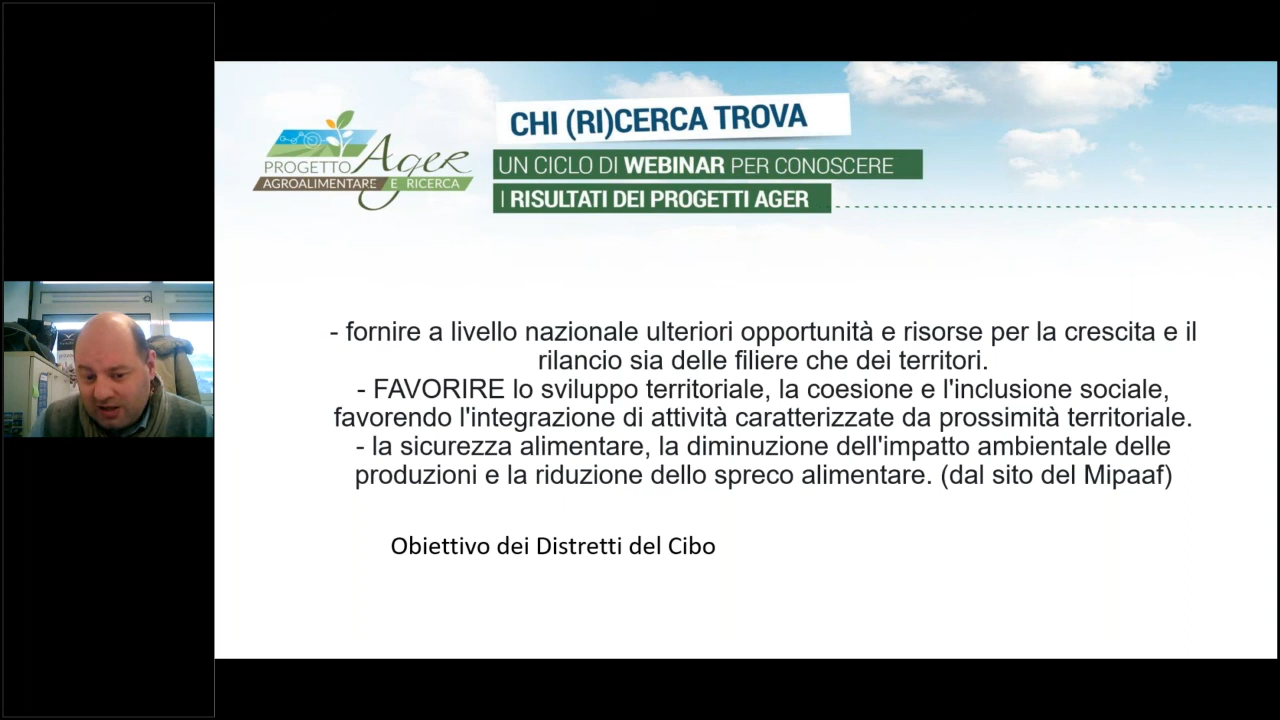 PROGETTO Ager
AGROALIMENTARE E RICERCA
CHI (RI)CERCA TROVA
UN CICLO DI WEBINAR PER CONOSCERE
I RISULTATI DEI PROGETTI AGER
- fornire a livello nazionale ulteriori opportunità e risorse per la crescita e il
rilancio sia delle filiere che dei territori.
- FAVORIRE lo sviluppo territoriale, la coesione e l'inclusione sociale,
favorendo l'integrazione di attività caratterizzate da prossimità territoriale.
- la sicurezza alimentare, la diminuzione dell'impatto ambientale delle
produzioni e la riduzione dello spreco alimentare. (dal sito del Mipaaf)
Obiettivo dei Distretti del Cibo